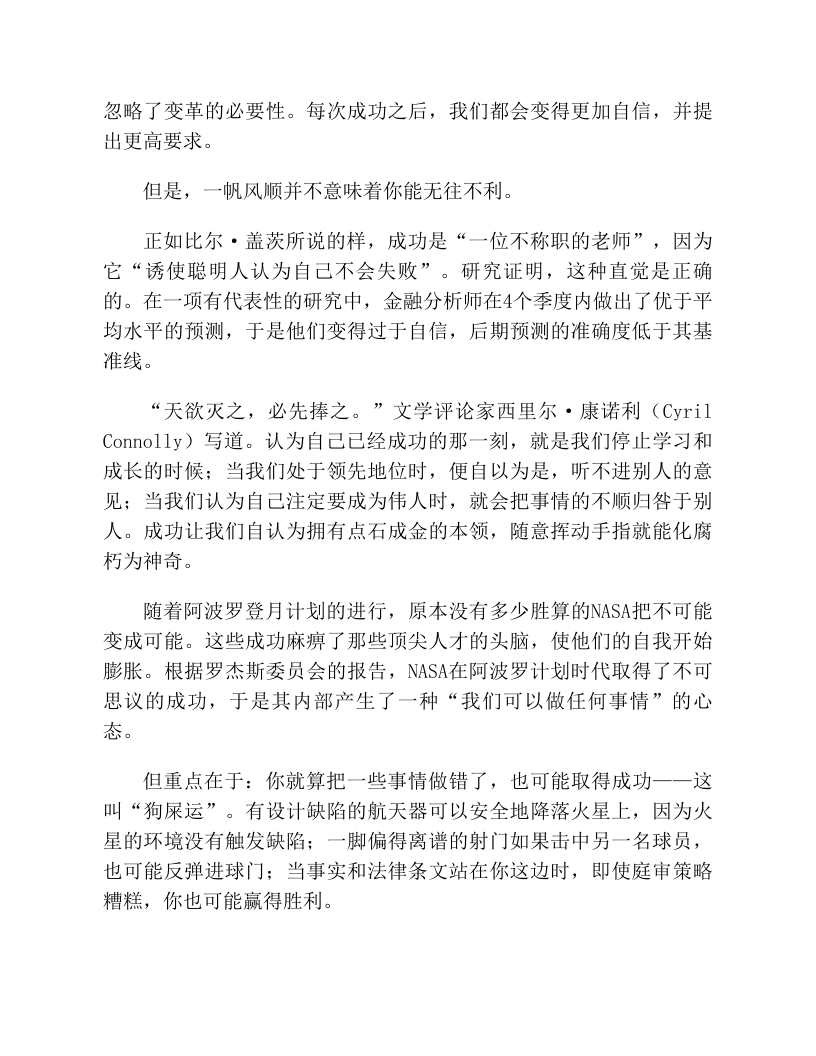 忽略了变革的必要性。每次成功之后，我们都会变得更加自信，并提
出更高要求。
但是，一帆风顺并不意味着你能无往不利。
正如比尔·盖茨所说的样，成功是“一位不称职的老师”，因为
它“诱使聪明人认为自己不会失败”。研究证明，这种直觉是正确
的。在一项有代表性的研究中，金融分析师在4个季度内做出了优于平
均水平的预测，于是他们变得过于自信，后期预测的准确度低于其基
准线。
“天欲灭之，必先捧之。”文学评论家西里尔·康诺利（Cyril
Connolly）写道。认为自己已经成功的那一刻，就是我们停止学习和
成长的时候；当我们处于领先地位时，便自以为是，听不进别人的意
见；当我们认为自己注定要成为伟人时，就会把事情的不顺归咎于别
人。成功让我们自认为拥有点石成金的本领，随意挥动手指就能化腐
朽为神奇。
随着阿波罗登月计划的进行，原本没有多少胜算的NASA把不可能
变成可能。这些成功麻痹了那些顶尖人才的头脑，使他们的自我开始
膨胀。根据罗杰斯委员会的报告，NASA在阿波罗计划时代取得了不可
思议的成功，于是其内部产生了一种“我们可以做任何事情”的心
态。
但重点在于：你就算把一些事情做错了，也可能取得成功——这
叫“狗屎运”。有设计缺陷的航天器可以安全地降落火星上，因为火
星的环境没有触发缺陷；一脚偏得离谱的射门如果击中另一名球员，
也可能反弹进球门；当事实和法律条文站在你这边时，即使庭审策略
糟糕，你也可能赢得胜利。